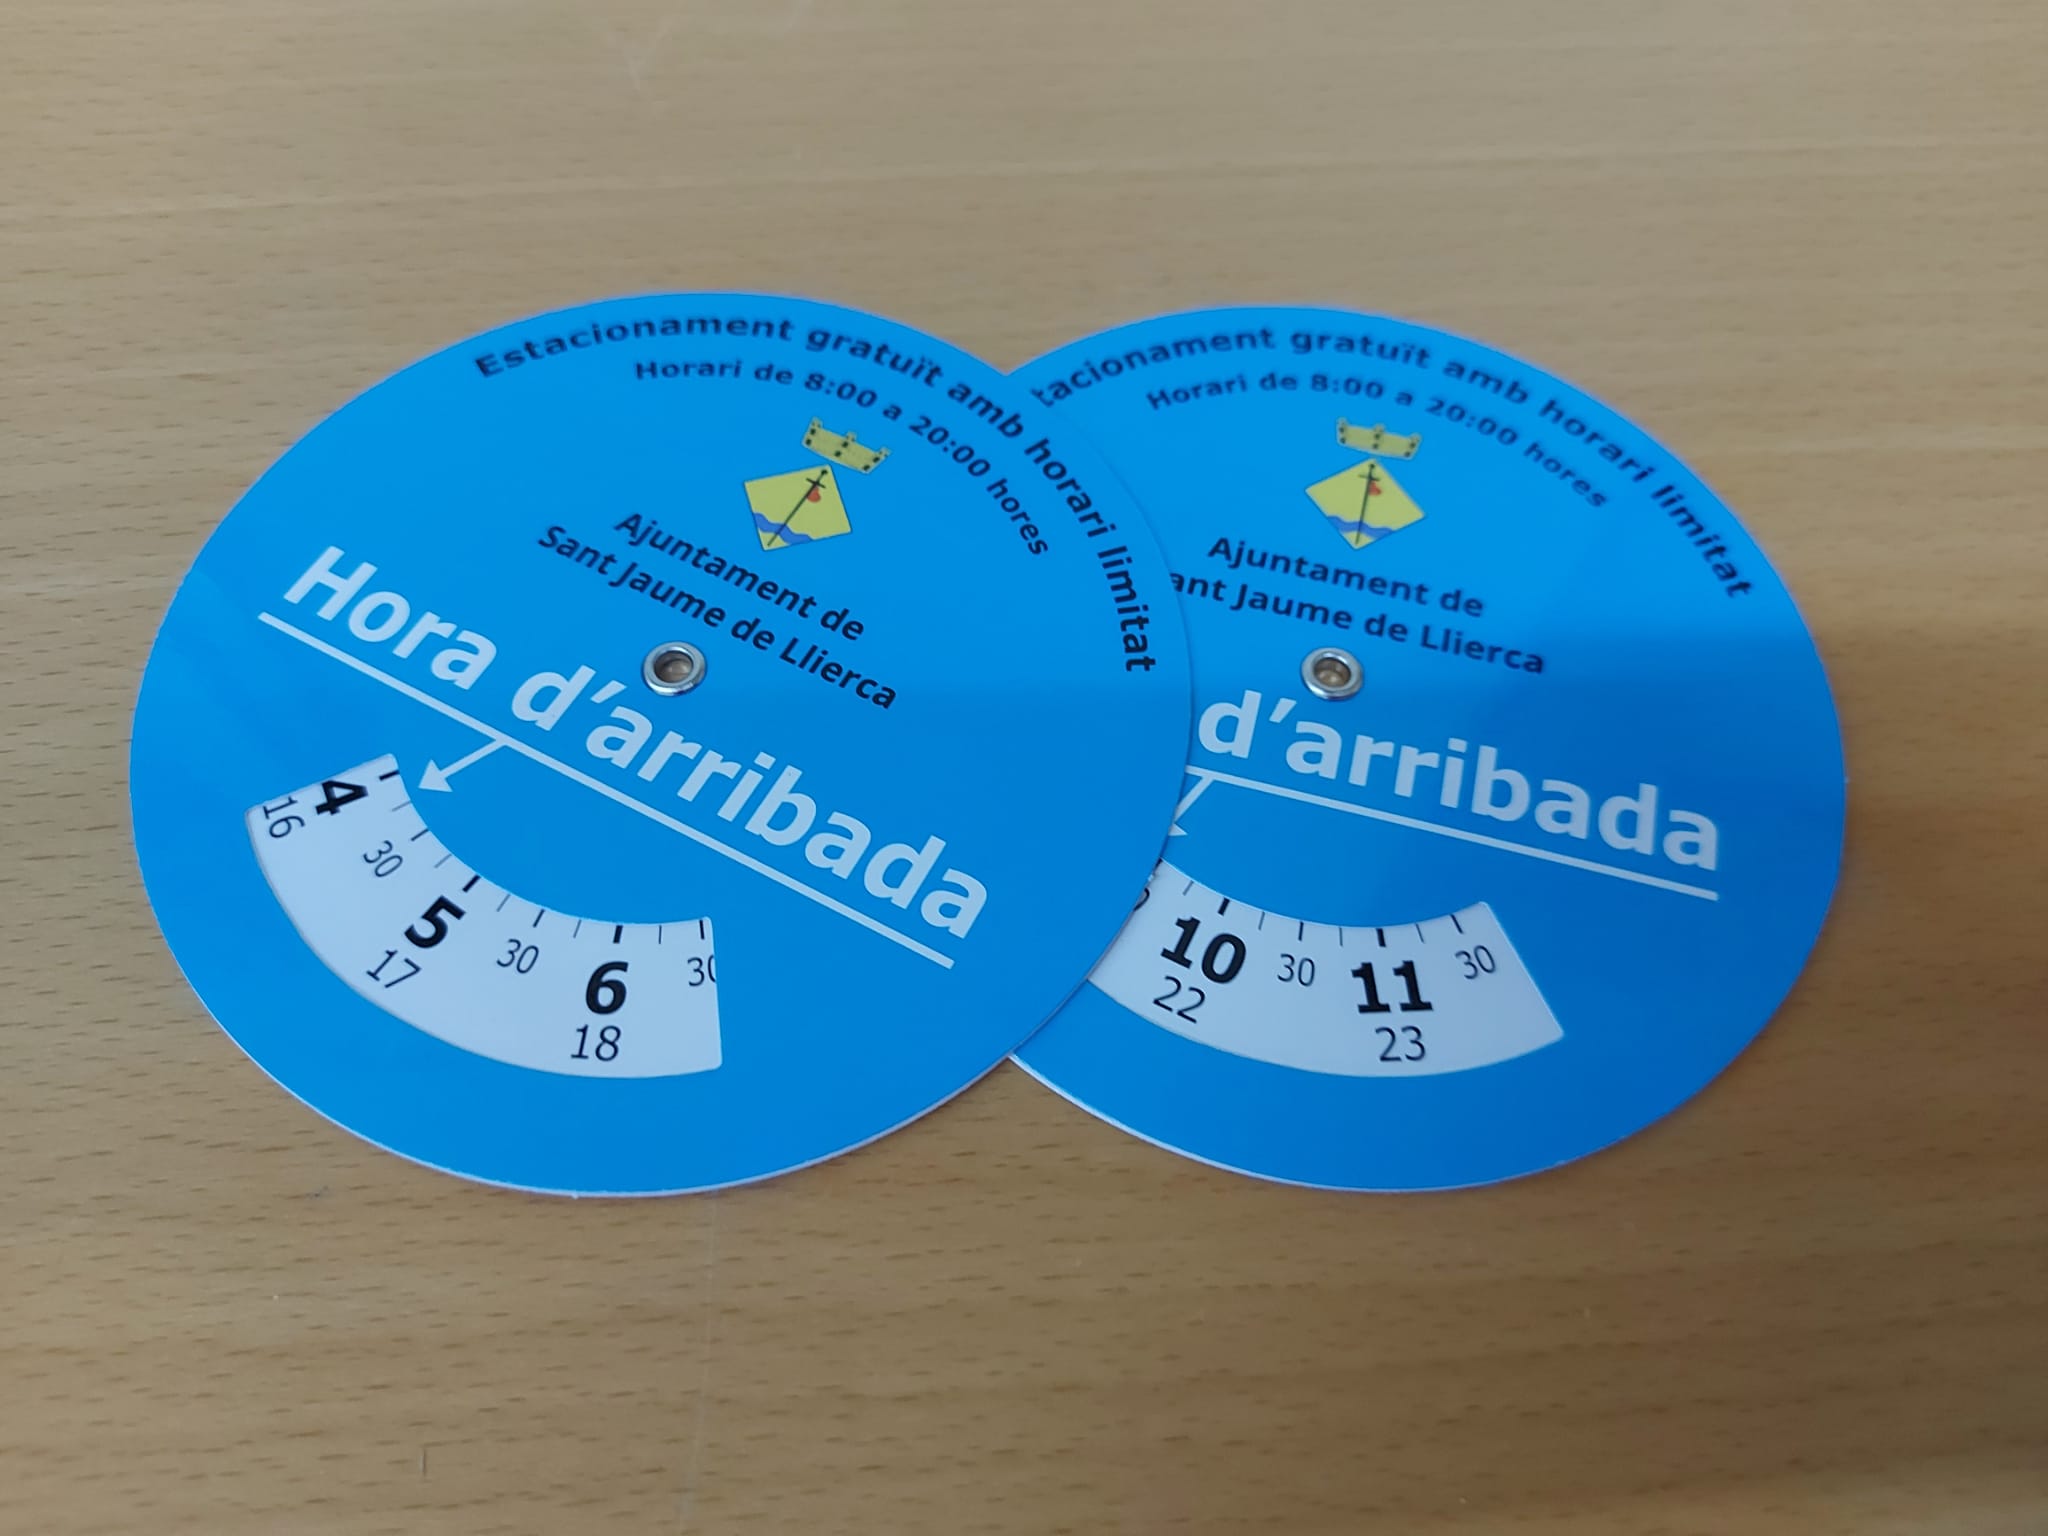 Estacionament gratuït amb horari limitat
Horari de 8:00 a 20:00 hores
Ajuntament de
Sant Jaume de Llierca
Hora d'arribada
4 30 5 30 6 30
16 17 18
tacionament gratuït amb horari limitat
Horari de 8:00 a 20:00 hores
Ajuntament de
ant Jaume de Llierca
d'arribada
10 30 11 30
22 23